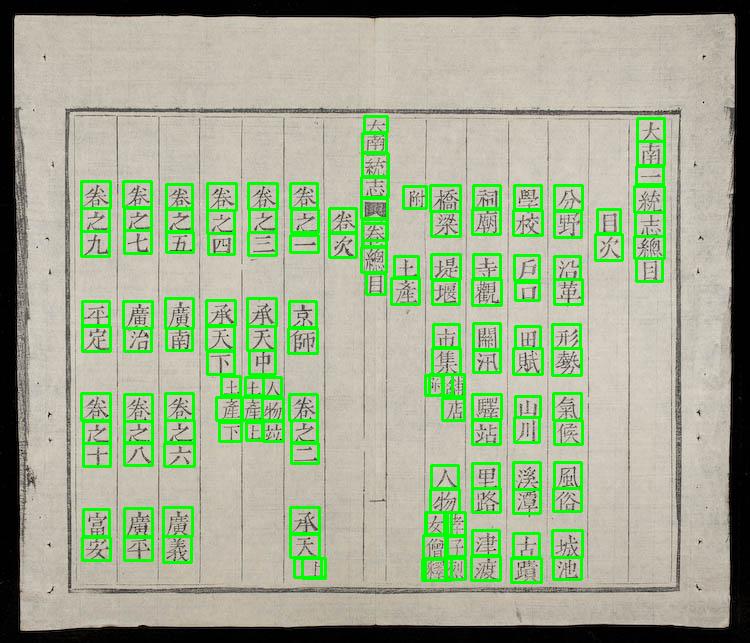 大南一統志總目
目次
分野 沿革 形勢 氣候 風俗 城池
學校 戶口 田賦 山川 溪潭 古蹟
祠廟 寺觀 關汛 驛站 里路 津渡
橋梁 堤堰 市集 附鋪店 人物 孝子列女僧釋
附 土產
大南一統志 卷總目 一
卷次
卷之一 京師 卷之二 承天上
卷之三 承天中 人物竝土產上
卷之四 承天下 土產下
卷之五 廣南 卷之六 廣義
卷之七 廣治 卷之八 廣平
卷之九 平定 卷之十 富安